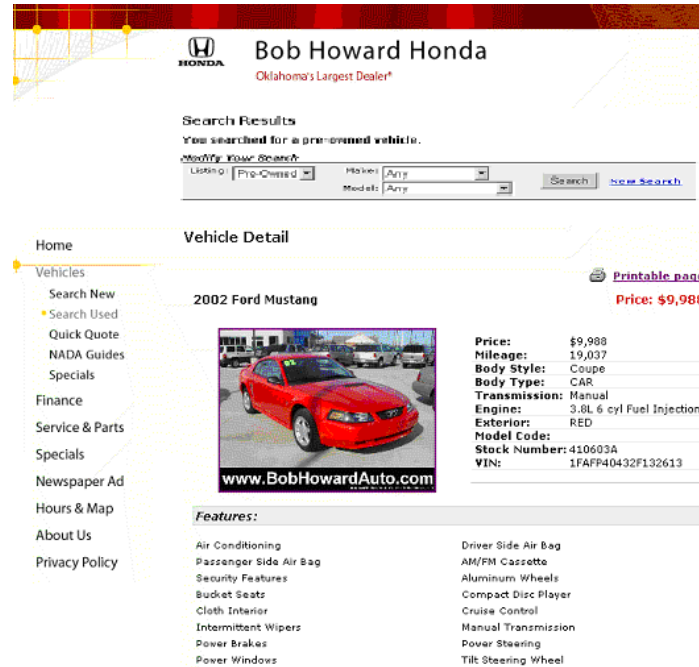 HONDA
Bob Howard Honda
Oklahoma's Largest Dealer*
Search Results
You searched for a pre-owned vehicle.
Modify Your Search
Listing: Pre-Owned Make: Any
Model: Any
Search New Search
Home
Vehicles
Search New
Search Used
Quick Quote
NADA Guides
Specials
Finance
Service & Parts
Specials
Newspaper Ad
Hours & Map
About Us
Privacy Policy
Vehicle Detail
Printable page
2002 Ford Mustang Price: $9,988
02
www.BobHowardAuto.com
Price: $9,988
Mileage: 19,037
Body Style: Coupe
Body Type: CAR
Transmission: Manual
Engine: 3.8L 6 cyl Fuel Injection
Exterior: RED
Model Code:
Stock Number: 410603A
VIN: 1FAFP40432F132613
Features:
Air Conditioning Driver Side Air Bag
Passenger Side Air Bag AM/FM Cassette
Security Features Aluminum Wheels
Bucket Seats Compact Disc Player
Cloth Interior Cruise Control
Intermittent Wipers Manual Transmission
Power Brakes Power Steering
Power Windows Tilt Steering Wheel